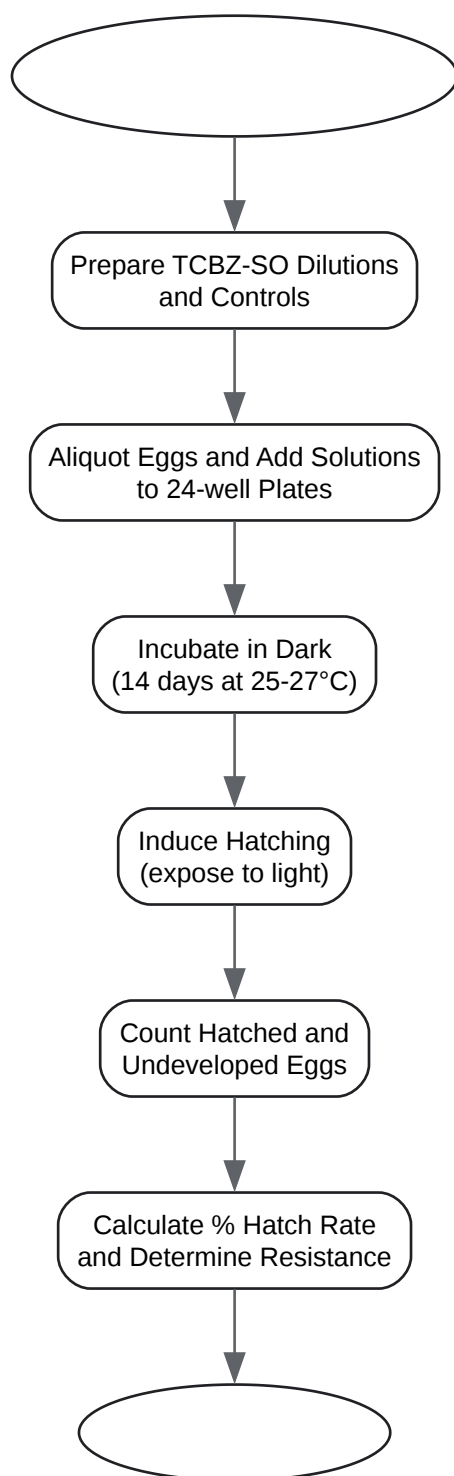 Prepare TCBZ-SO Dilutions
and Controls
Aliquot Eggs and Add Solutions
to 24-well Plates
Incubate in Dark
(14 days at 25-27°C)
Induce Hatching
(expose to light)
Count Hatched and
Undeveloped Eggs
Calculate % Hatch Rate
and Determine Resistance